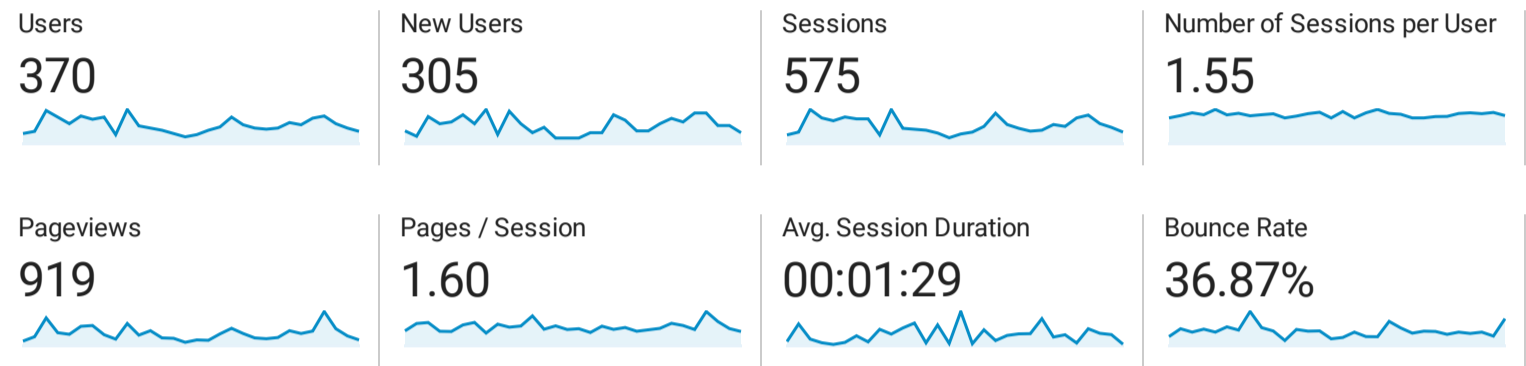 Users
370
New Users
305
Sessions
575
Number of Sessions per User
1.55
Pageviews
919
Pages / Session
1.60
Avg. Session Duration
00:01:29
Bounce Rate
36.87%